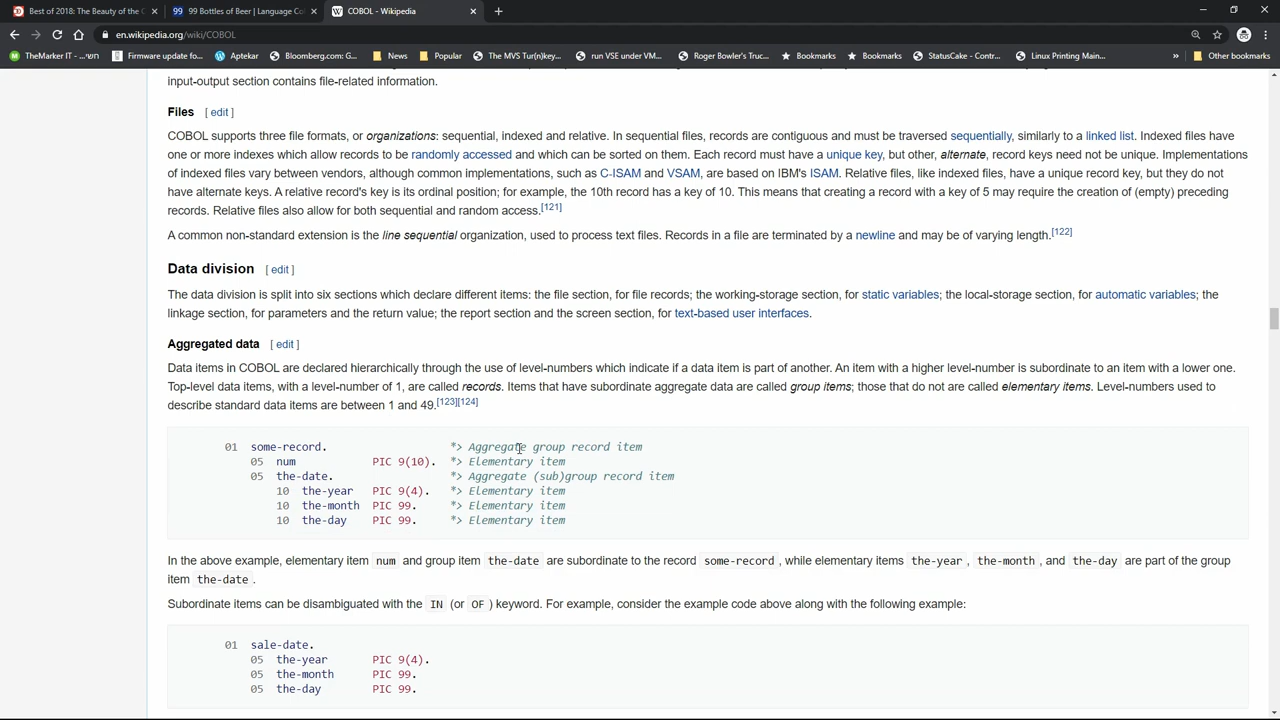 Best of 2018: The Beauty of the C
99 99 Bottles of Beer | Language Co
W COBOL - Wikipedia
en.wikipedia.org/wiki/COBOL
TheMarker IT - ...תשו
Firmware update fo...
Aptekar
Bloomberg.com: G...
News
Popular
The MVS Tur(n)key...
run VSE under VM...
Roger Bowler's Truc...
Bookmarks
Bookmarks
StatusCake - Contr...
Linux Printing Main...
Other bookmarks
input-output section contains file-related information.
Files [ edit ]
COBOL supports three file formats, or organizations: sequential, indexed and relative. In sequential files, records are contiguous and must be traversed sequentially, similarly to a linked list. Indexed files have
one or more indexes which allow records to be randomly accessed and which can be sorted on them. Each record must have a unique key, but other, alternate, record keys need not be unique. Implementations
of indexed files vary between vendors, although common implementations, such as C-ISAM and VSAM, are based on IBM's ISAM. Relative files, like indexed files, have a unique record key, but they do not
have alternate keys. A relative record's key is its ordinal position; for example, the 10th record has a key of 10. This means that creating a record with a key of 5 may require the creation of (empty) preceding
records. Relative files also allow for both sequential and random access.[121]
A common non-standard extension is the line sequential organization, used to process text files. Records in a file are terminated by a newline and may be of varying length.[122]
Data division [ edit ]
The data division is split into six sections which declare different items: the file section, for file records; the working-storage section, for static variables; the local-storage section, for automatic variables; the
linkage section, for parameters and the return value; the report section and the screen section, for text-based user interfaces.
Aggregated data [ edit ]
Data items in COBOL are declared hierarchically through the use of level-numbers which indicate if a data item is part of another. An item with a higher level-number is subordinate to an item with a lower one.
Top-level data items, with a level-number of 1, are called records. Items that have subordinate aggregate data are called group items; those that do not are called elementary items. Level-numbers used to
describe standard data items are between 1 and 49.[123][124]
01 some-record. *> Aggregate group record item
05 num PIC 9(10). *> Elementary item
05 the-date. *> Aggregate (sub)group record item
10 the-year PIC 9(4). *> Elementary item
10 the-month PIC 99. *> Elementary item
10 the-day PIC 99. *> Elementary item
In the above example, elementary item num and group item the-date are subordinate to the record some-record, while elementary items the-year, the-month, and the-day are part of the group
item the-date.
Subordinate items can be disambiguated with the IN (or OF) keyword. For example, consider the example code above along with the following example:
01 sale-date.
05 the-year PIC 9(4).
05 the-month PIC 99.
05 the-day PIC 99.